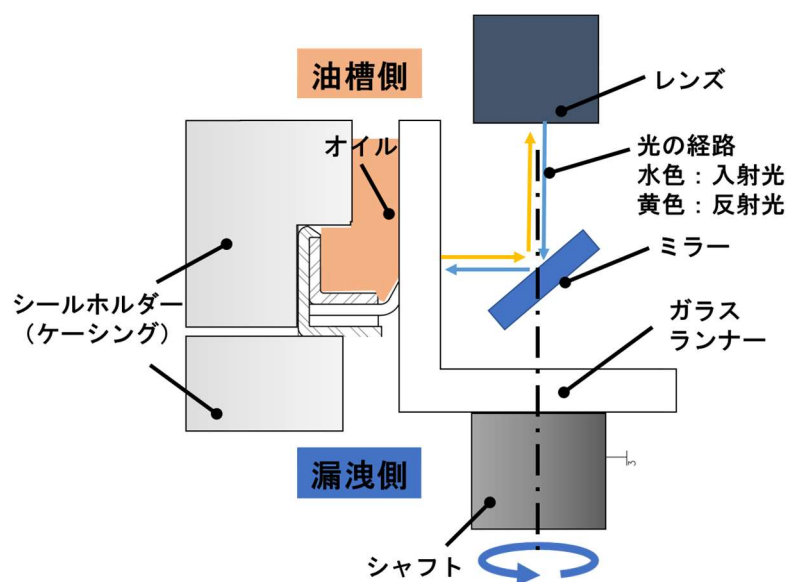 油槽側
レンズ
オイル
光の経路
水色：入射光
黄色：反射光
ミラー
シールホルダー
（ケーシング）
ガラス
ランナー
漏洩側
3
シャフト